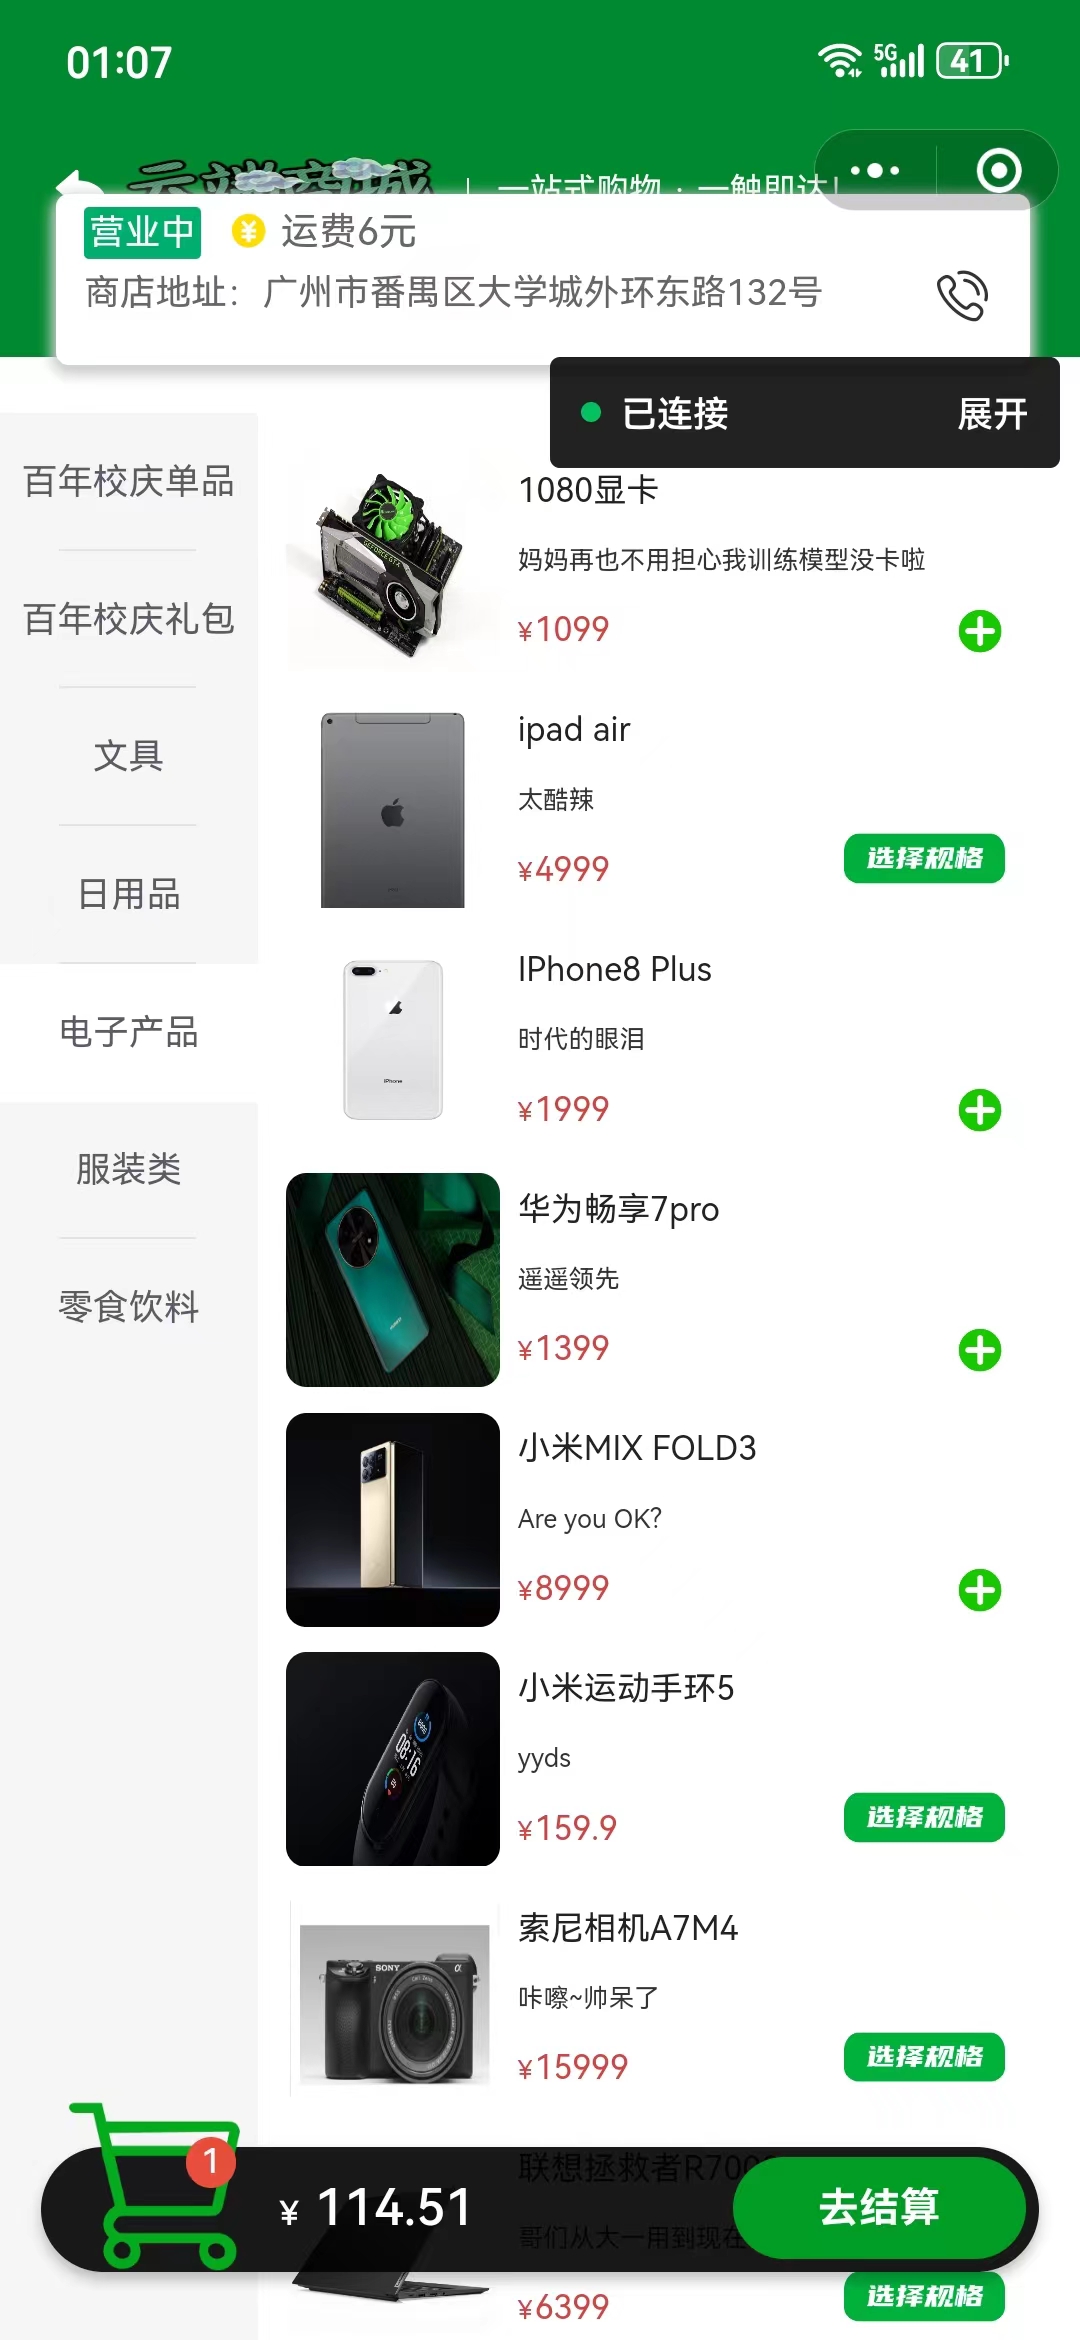 01:07
5G
41
云端商城
一站式购物 · 一触即达!
营业中
¥ 运费6元
商店地址：广州市番禺区大学城外环东路132号
已连接 展开
百年校庆单品
百年校庆礼包
文具
日用品
电子产品
服装类
零食饮料
1080显卡
妈妈再也不用担心我训练模型没卡啦
¥1099
ipad air
太酷辣
¥4999
选择规格
iPhone
IPhone8 Plus
时代的眼泪
¥1999
华为畅享7pro
遥遥领先
¥1399
小米MIX FOLD3
Are you OK?
¥8999
08:16
小米运动手环5
yyds
¥159.9
选择规格
SONY α
索尼相机A7M4
咔嚓~帅呆了
¥15999
选择规格
联想拯救者R700
哥们从大一用到现在
¥6399
选择规格
1
¥ 114.51
去结算